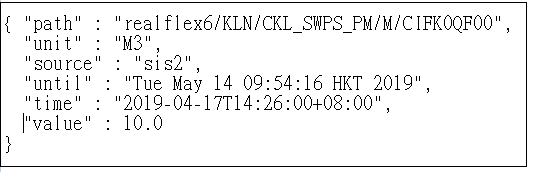 { "path" : "realflex6/KLN/CKL_SWPS_PM/M/CIFK0QF00",
"unit" : "M3",
"source" : "sis2",
"until" : "Tue May 14 09:54:16 HKT 2019",
"time" : "2019-04-17T14:26:00+08:00",
"value" : 10.0
}